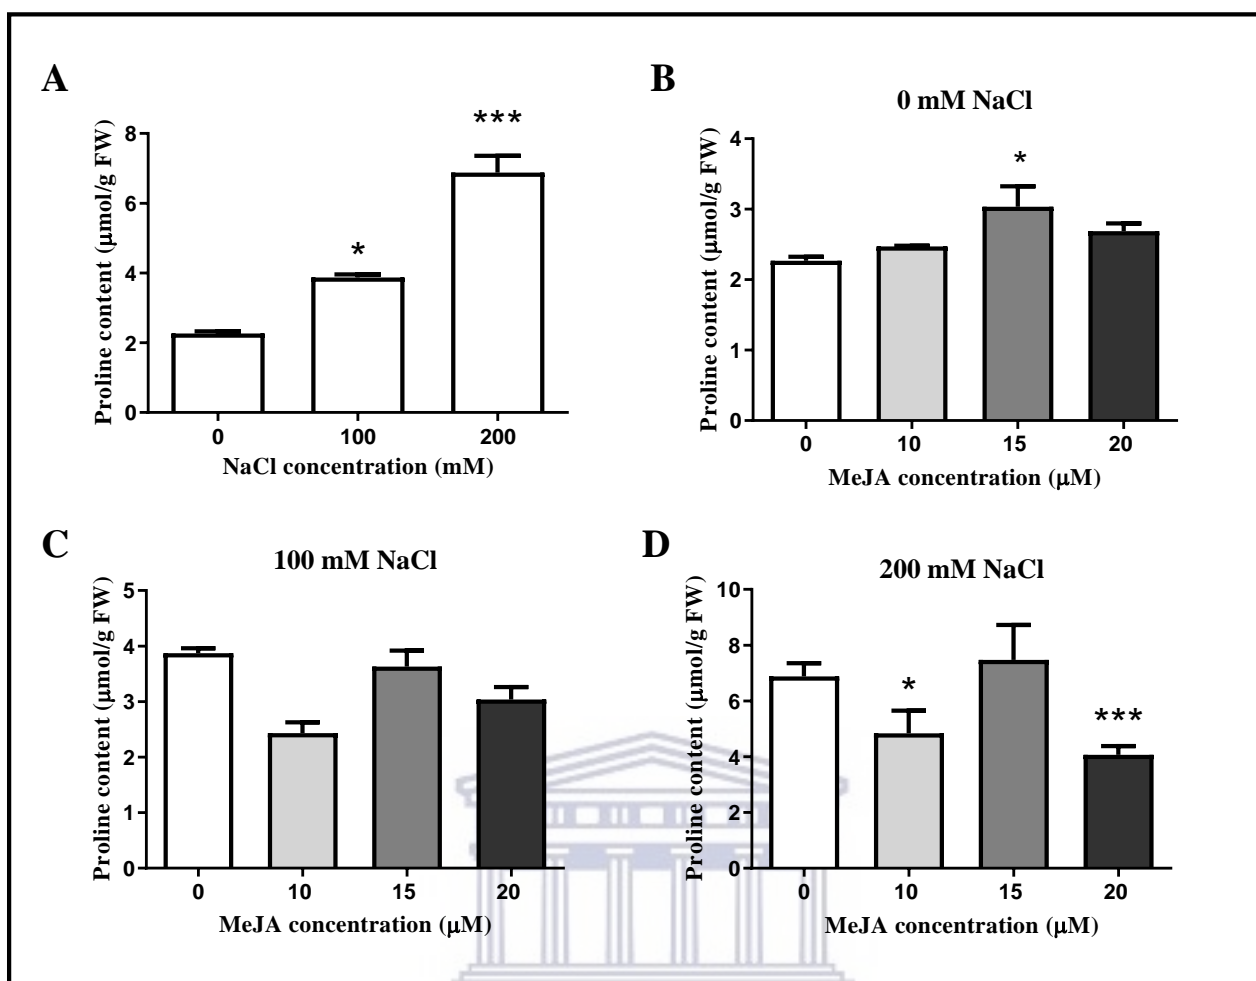 A
Proline content (μmol/g FW)
8
6
4
2
0
*
***
0 100 200
NaCl concentration (mM)
B
0 mM NaCl
Proline content (μmol/g FW)
4
3
2
1
0
*
0 10 15 20
MeJA concentration (μM)
C
100 mM NaCl
Proline content (μmol/g FW)
5
4
3
2
1
0
0 10 15 20
MeJA concentration (μM)
D
200 mM NaCl
Proline content (μmol/g FW)
10
8
6
4
2
0
*
***
0 10 15 20
MeJA concentration (μM)